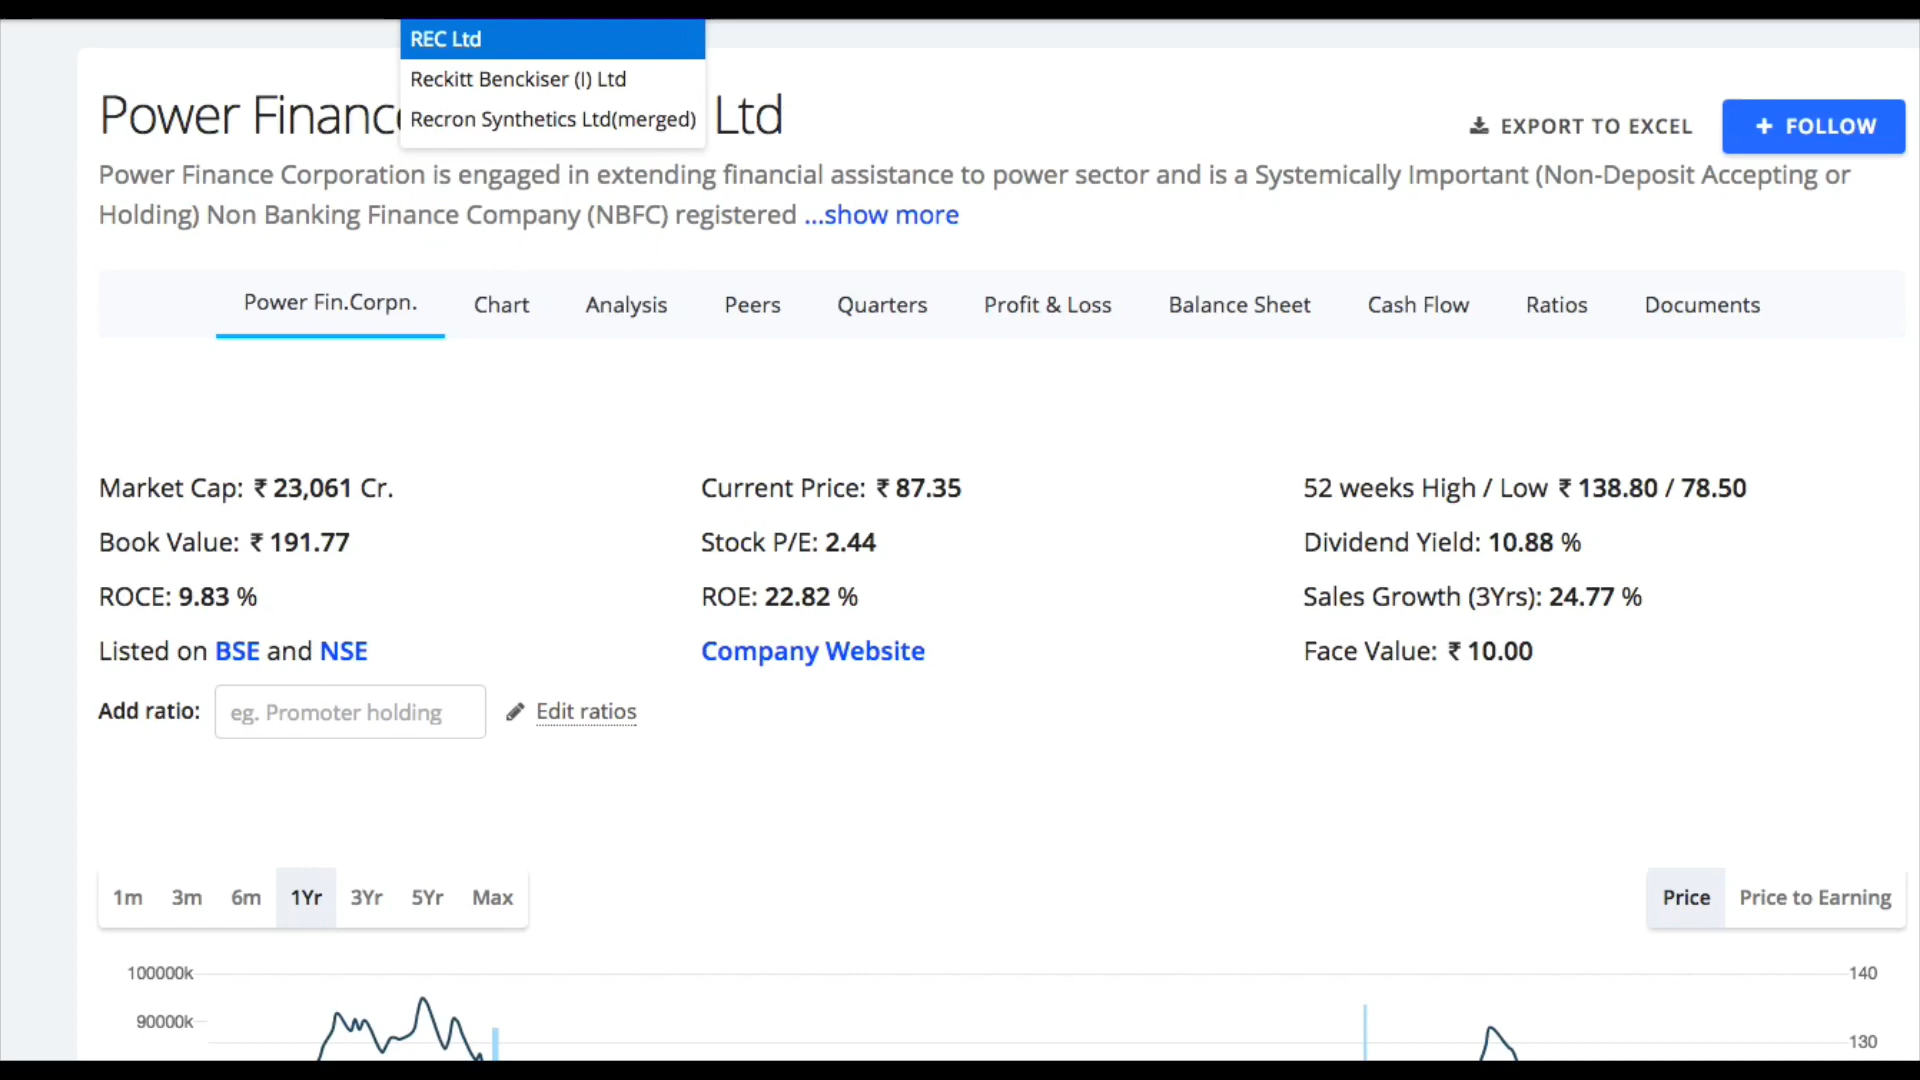 REC Ltd
Reckitt Benckiser (I) Ltd
Recron Synthetics Ltd(merged)
Power Financ Ltd
EXPORT TO EXCEL
+ FOLLOW
Power Finance Corporation is engaged in extending financial assistance to power sector and is a Systemically Important (Non-Deposit Accepting or
Holding) Non Banking Finance Company (NBFC) registered ...show more
Power Fin.Corpn. Chart Analysis Peers Quarters Profit & Loss Balance Sheet Cash Flow Ratios Documents
Market Cap: ₹ 23,061 Cr. Current Price: ₹ 87.35 52 weeks High / Low ₹ 138.80 / 78.50
Book Value: ₹ 191.77 Stock P/E: 2.44 Dividend Yield: 10.88 %
ROCE: 9.83 % ROE: 22.82 % Sales Growth (3Yrs): 24.77 %
Listed on BSE and NSE Company Website Face Value: ₹ 10.00
Add ratio: eg. Promoter holding Edit ratios
1m 3m 6m 1Yr 3Yr 5Yr Max Price Price to Earning
100000k 140
90000k
130